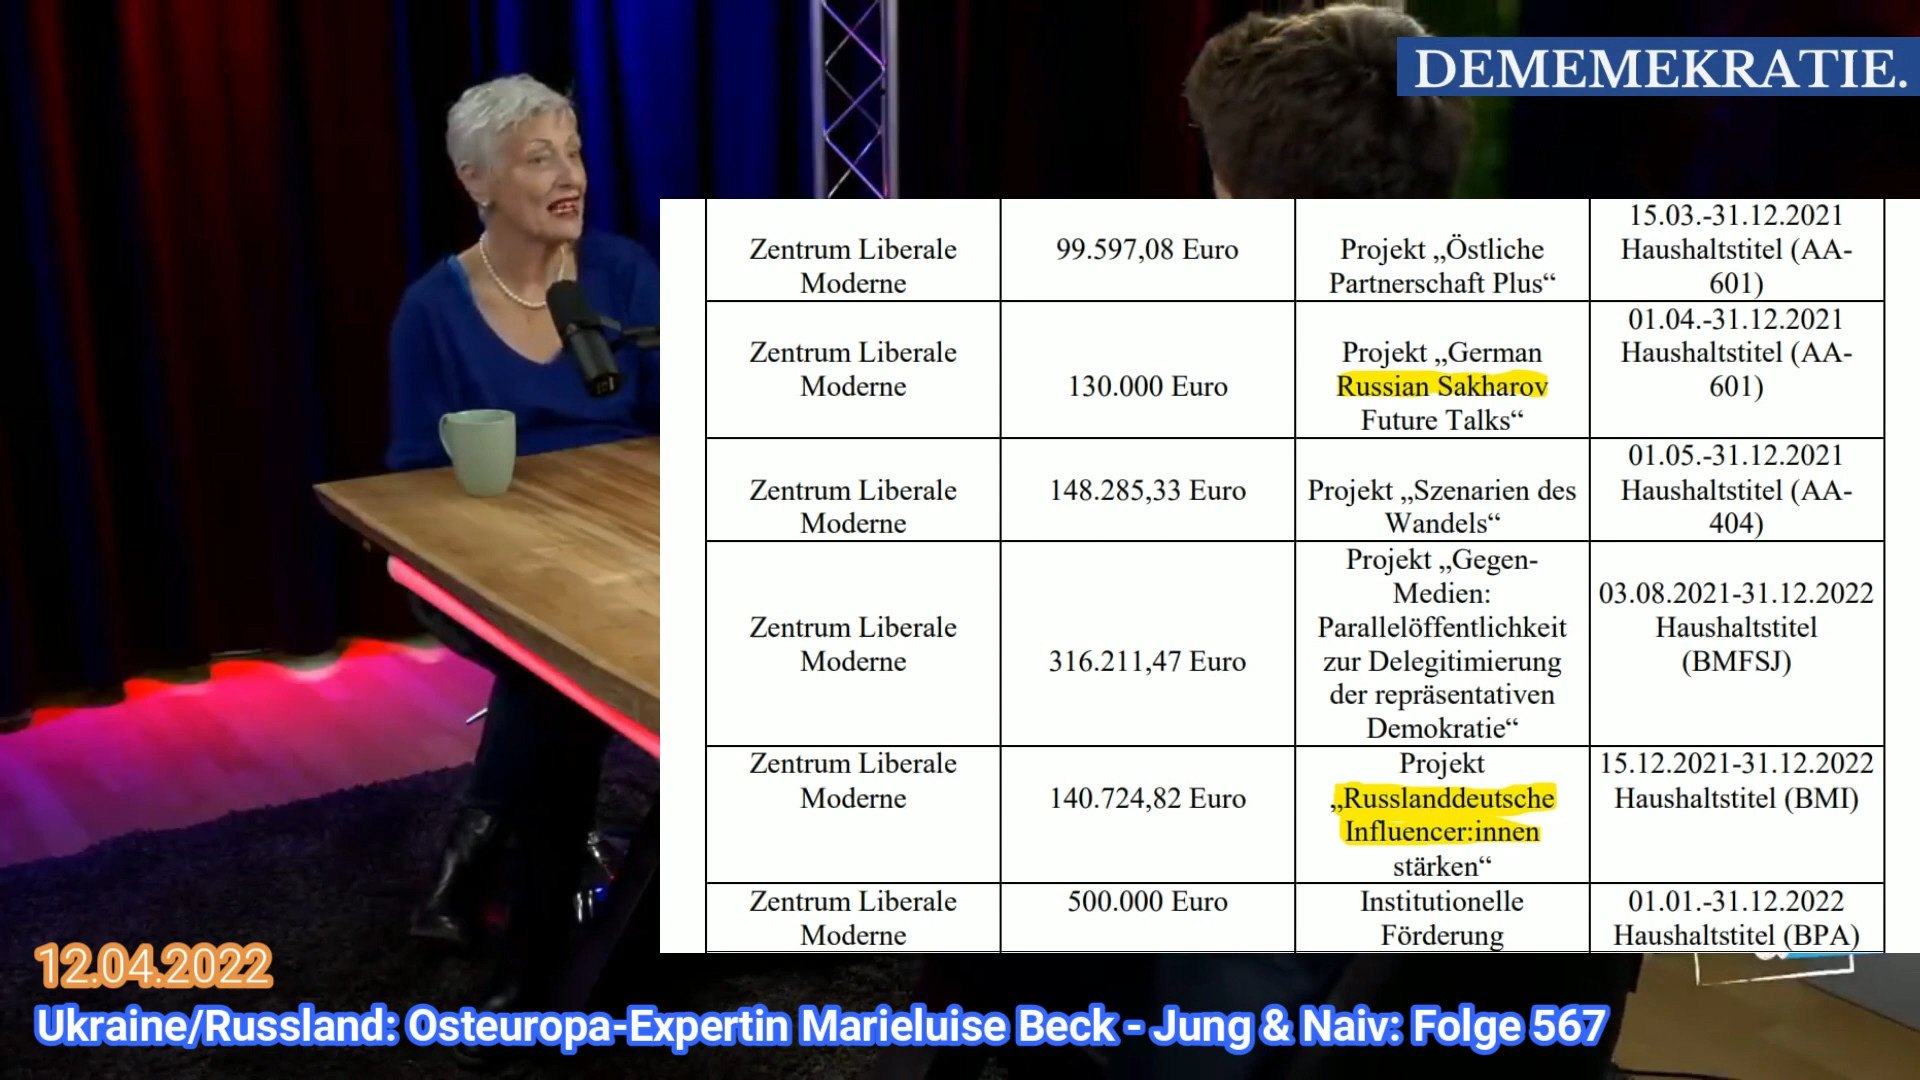 DEMEMEKRATIE.
Zentrum Liberale
Moderne
99.597,08 Euro
Projekt „Östliche
Partnerschaft Plus“
15.03.-31.12.2021
Haushaltstitel (AA-
601)
Zentrum Liberale
Moderne
130.000 Euro
Projekt „German
Russian Sakharov
Future Talks“
01.04.-31.12.2021
Haushaltstitel (AA-
601)
Zentrum Liberale
Moderne
148.285,33 Euro
Projekt „Szenarien des
Wandels“
01.05.-31.12.2021
Haushaltstitel (AA-
404)
Zentrum Liberale
Moderne
316.211,47 Euro
Projekt „Gegen-
Medien:
Parallelöffentlichkeit
zur Delegitimierung
der repräsentativen
Demokratie“
03.08.2021-31.12.2022
Haushaltstitel
(BMFSJ)
Zentrum Liberale
Moderne
140.724,82 Euro
Projekt
„Russlanddeutsche
Influencer:innen
stärken“
15.12.2021-31.12.2022
Haushaltstitel (BMI)
Zentrum Liberale
Moderne
500.000 Euro
Institutionelle
Förderung
01.01.-31.12.2022
Haushaltstitel (BPA)
12.04.2022
Ukraine/Russland: Osteuropa-Expertin Marieluise Beck - Jung & Naiv: Folge 567